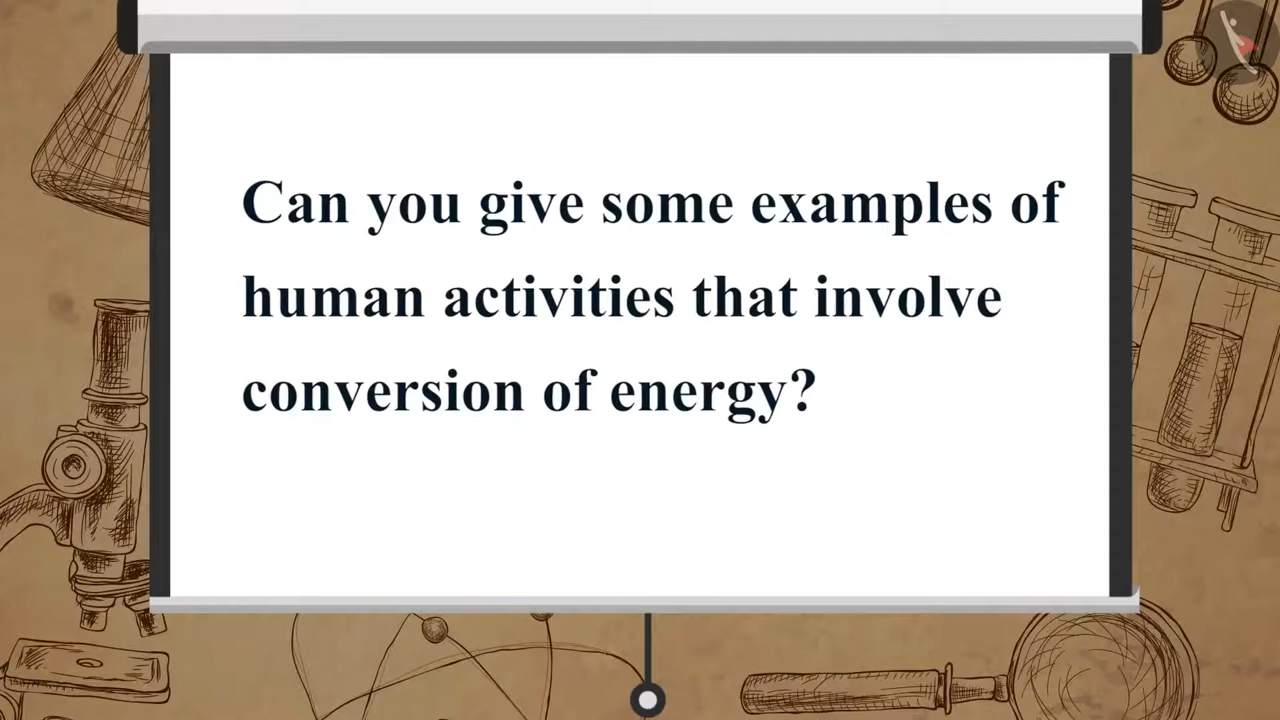 Can you give some examples of
human activities that involve
conversion of energy?